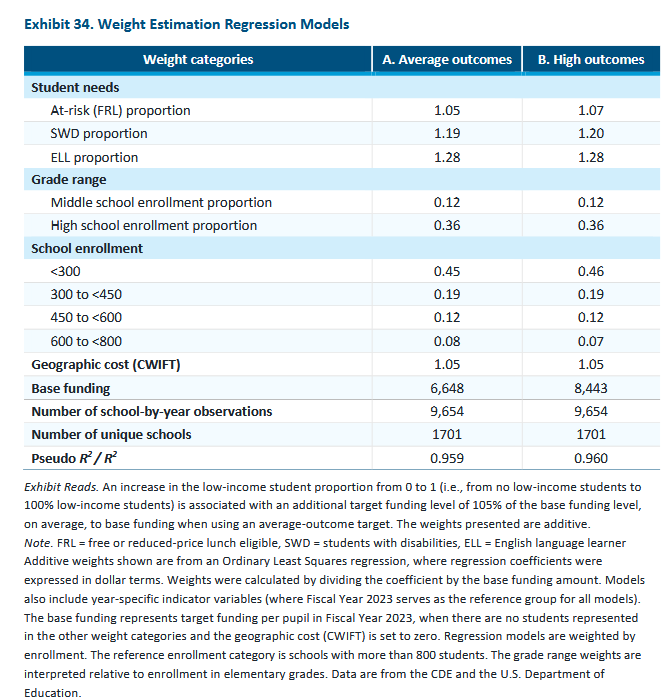 Exhibit 34. Weight Estimation Regression Models
Weight categories A. Average outcomes B. High outcomes
Student needs
At-risk (FRL) proportion 1.05 1.07
SWD proportion 1.19 1.20
ELL proportion 1.28 1.28
Grade range
Middle school enrollment proportion 0.12 0.12
High school enrollment proportion 0.36 0.36
School enrollment
<300 0.45 0.46
300 to <450 0.19 0.19
450 to <600 0.12 0.12
600 to <800 0.08 0.07
Geographic cost (CWIFT) 1.05 1.05
Base funding 6,648 8,443
Number of school-by-year observations 9,654 9,654
Number of unique schools 1701 1701
Pseudo R²/ R² 0.959 0.960
Exhibit Reads. An increase in the low-income student proportion from 0 to 1 (i.e., from no low-income students to
100% low-income students) is associated with an additional target funding level of 105% of the base funding level,
on average, to base funding when using an average-outcome target. The weights presented are additive.
Note. FRL = free or reduced-price lunch eligible, SWD = students with disabilities, ELL = English language learner
Additive weights shown are from an Ordinary Least Squares regression, where regression coefficients were
expressed in dollar terms. Weights were calculated by dividing the coefficient by the base funding amount. Models
also include year-specific indicator variables (where Fiscal Year 2023 serves as the reference group for all models).
The base funding represents target funding per pupil in Fiscal Year 2023, when there are no students represented
in the other weight categories and the geographic cost (CWIFT) is set to zero. Regression models are weighted by
enrollment. The reference enrollment category is schools with more than 800 students. The grade range weights are
interpreted relative to enrollment in elementary grades. Data are from the CDE and the U.S. Department of
Education.